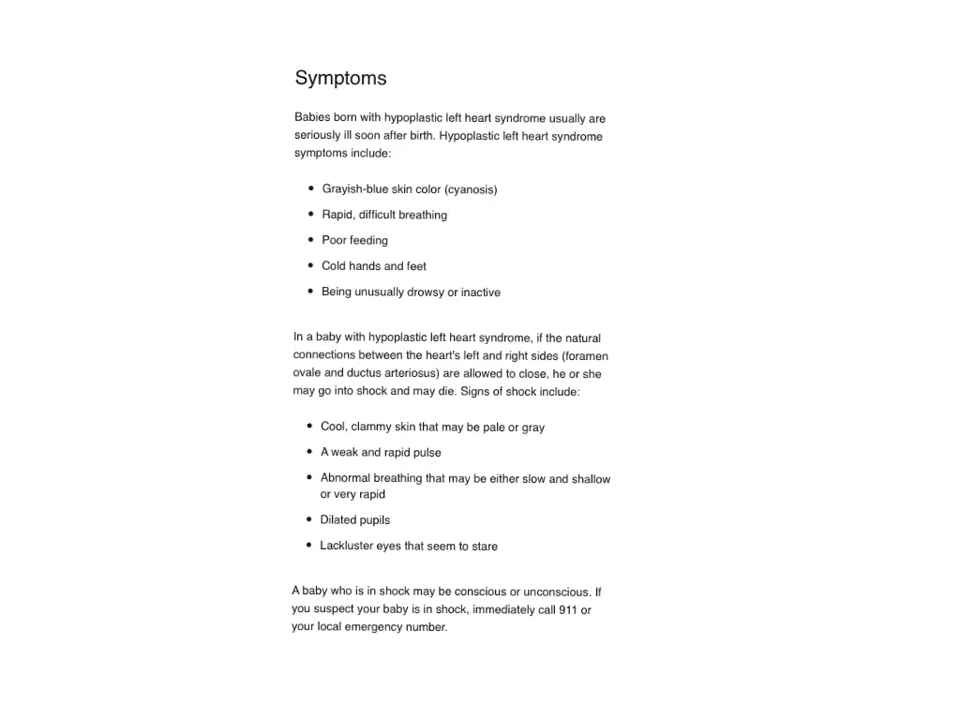 Symptoms
Babies born with hypoplastic left heart syndrome usually are
seriously ill soon after birth. Hypoplastic left heart syndrome
symptoms include:
• Grayish-blue skin color (cyanosis)
• Rapid, difficult breathing
• Poor feeding
• Cold hands and feet
• Being unusually drowsy or inactive
In a baby with hypoplastic left heart syndrome, if the natural
connections between the heart's left and right sides (foramen
ovale and ductus arteriosus) are allowed to close, he or she
may go into shock and may die. Signs of shock include:
• Cool, clammy skin that may be pale or gray
• A weak and rapid pulse
• Abnormal breathing that may be either slow and shallow
or very rapid
• Dilated pupils
• Lackluster eyes that seem to stare
A baby who is in shock may be conscious or unconscious. If
you suspect your baby is in shock, immediately call 911 or
your local emergency number.